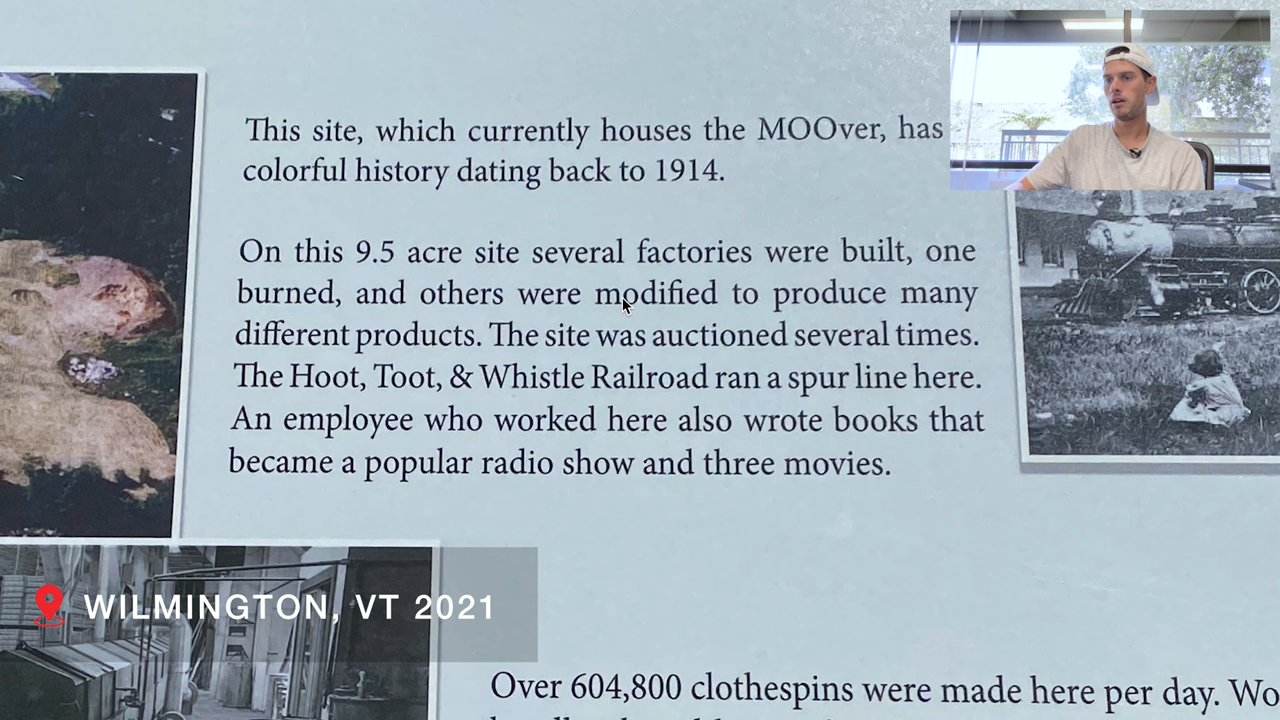 This site, which currently houses the MOOver, has
colorful history dating back to 1914.
On this 9.5 acre site several factories were built, one
burned, and others were modified to produce many
different products. The site was auctioned several times.
The Hoot, Toot, & Whistle Railroad ran a spur line here.
An employee who worked here also wrote books that
became a popular radio show and three movies.
WILMINGTON, VT 2021
Over 604,800 clothespins were made here per day. Wo